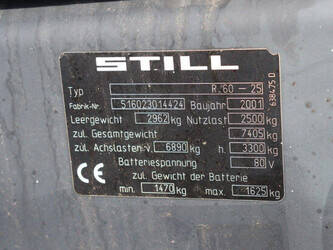 STILL
Typ R 60 - 25
Fabrik-Nr. 516023014424 Baujahr 2001
Leergewicht 2962 kg Nutzlast 2500 kg
zul. Gesamtgewicht 7405 kg
zul. Achslasten v. 6890 kg h. 3300 kg
Batteriespannung 80 V
zul. Gewicht der Batterie
min. 1470 kg max. 1625 kg
CE
638475 D